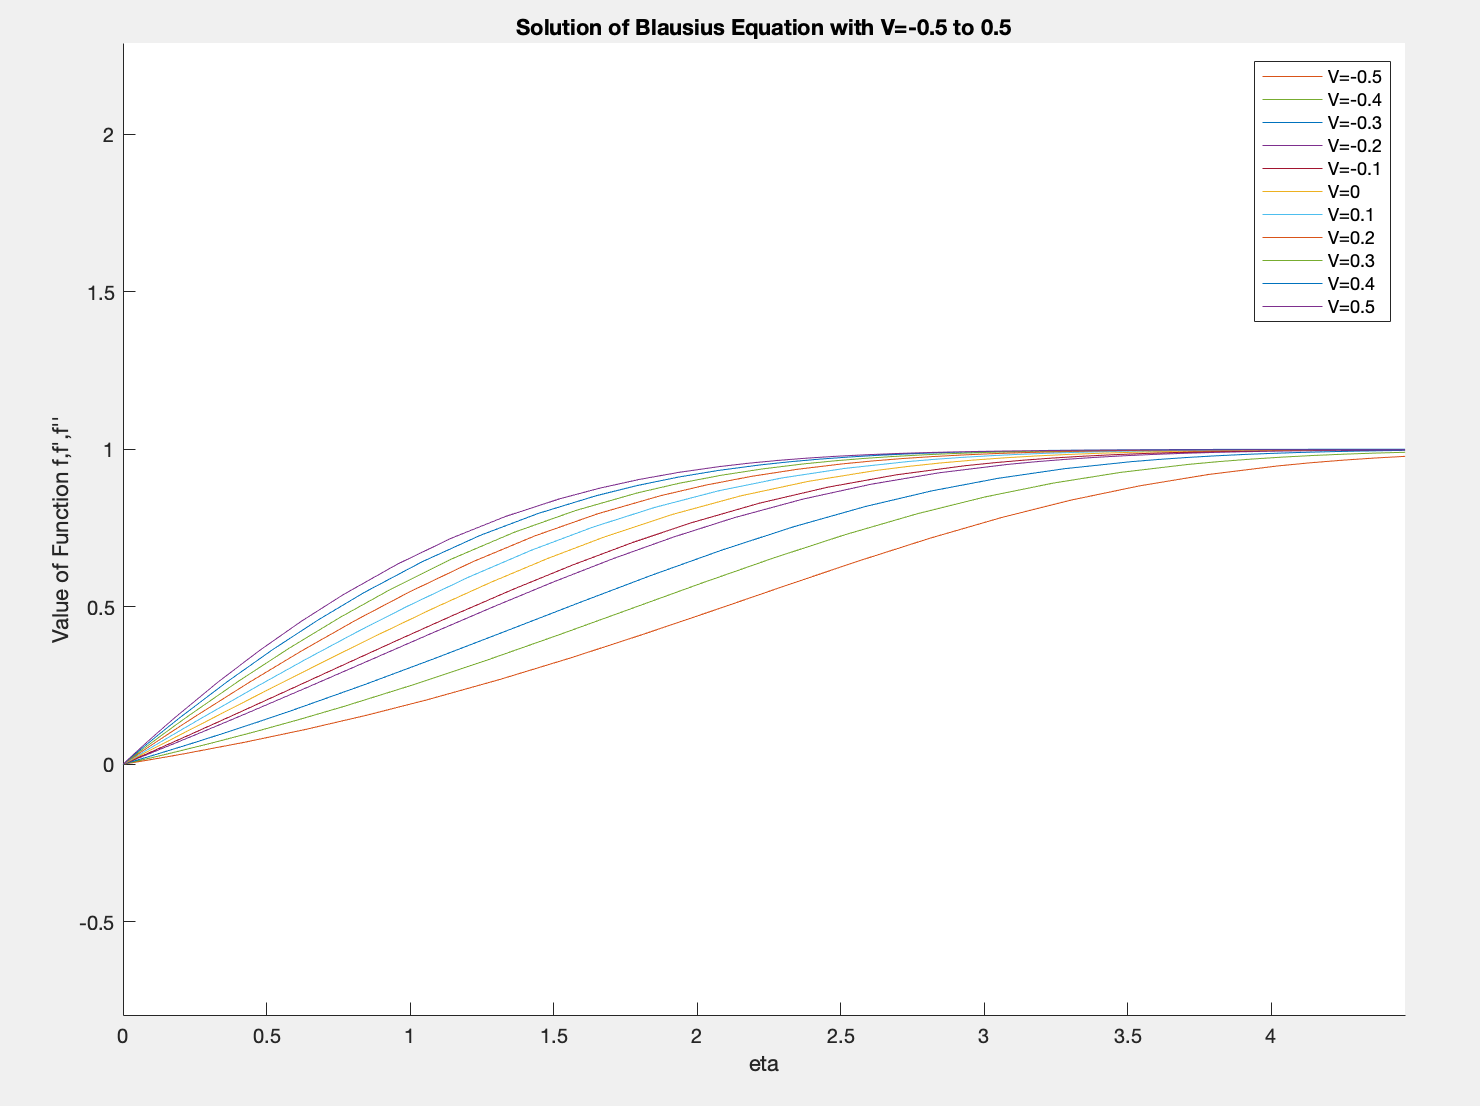 Solution of Blausius Equation with V=-0.5 to 0.5
V=-0.5
V=-0.4
V=-0.3
V=-0.2
V=-0.1
V=0
V=0.1
V=0.2
V=0.3
V=0.4
V=0.5
Value of Function f,f',f''
2
1.5
1
0.5
0
-0.5
0 0.5 1 1.5 2 2.5 3 3.5 4
eta